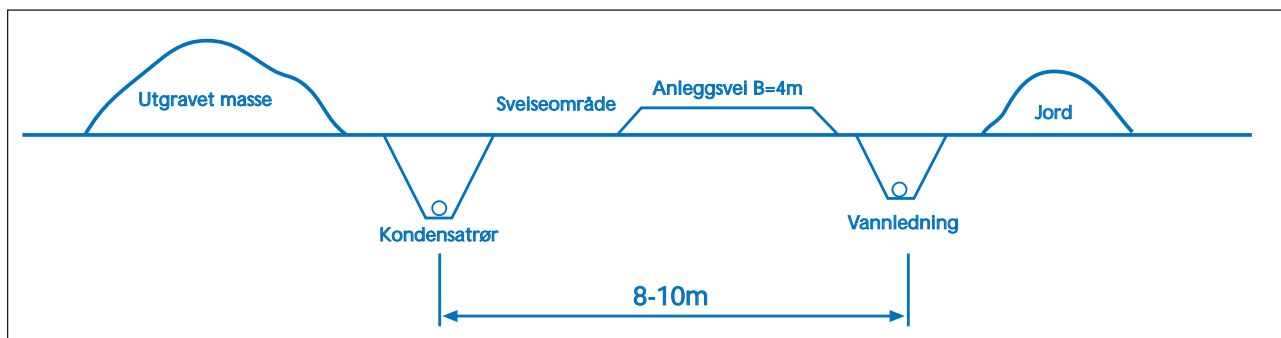 Utgravet masse
Sveiseområde
Anleggsvei B=4m
Jord
Kondensatrør
Vannledning
8-10m